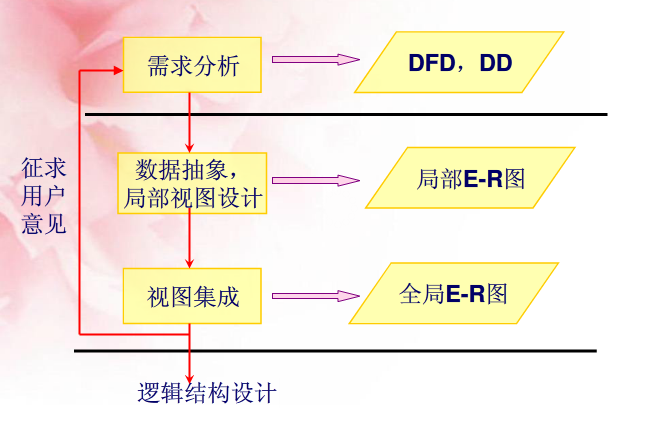 需求分析
DFD，DD
征求
用户
意见
数据抽象，
局部视图设计
局部E-R图
视图集成
全局E-R图
逻辑结构设计